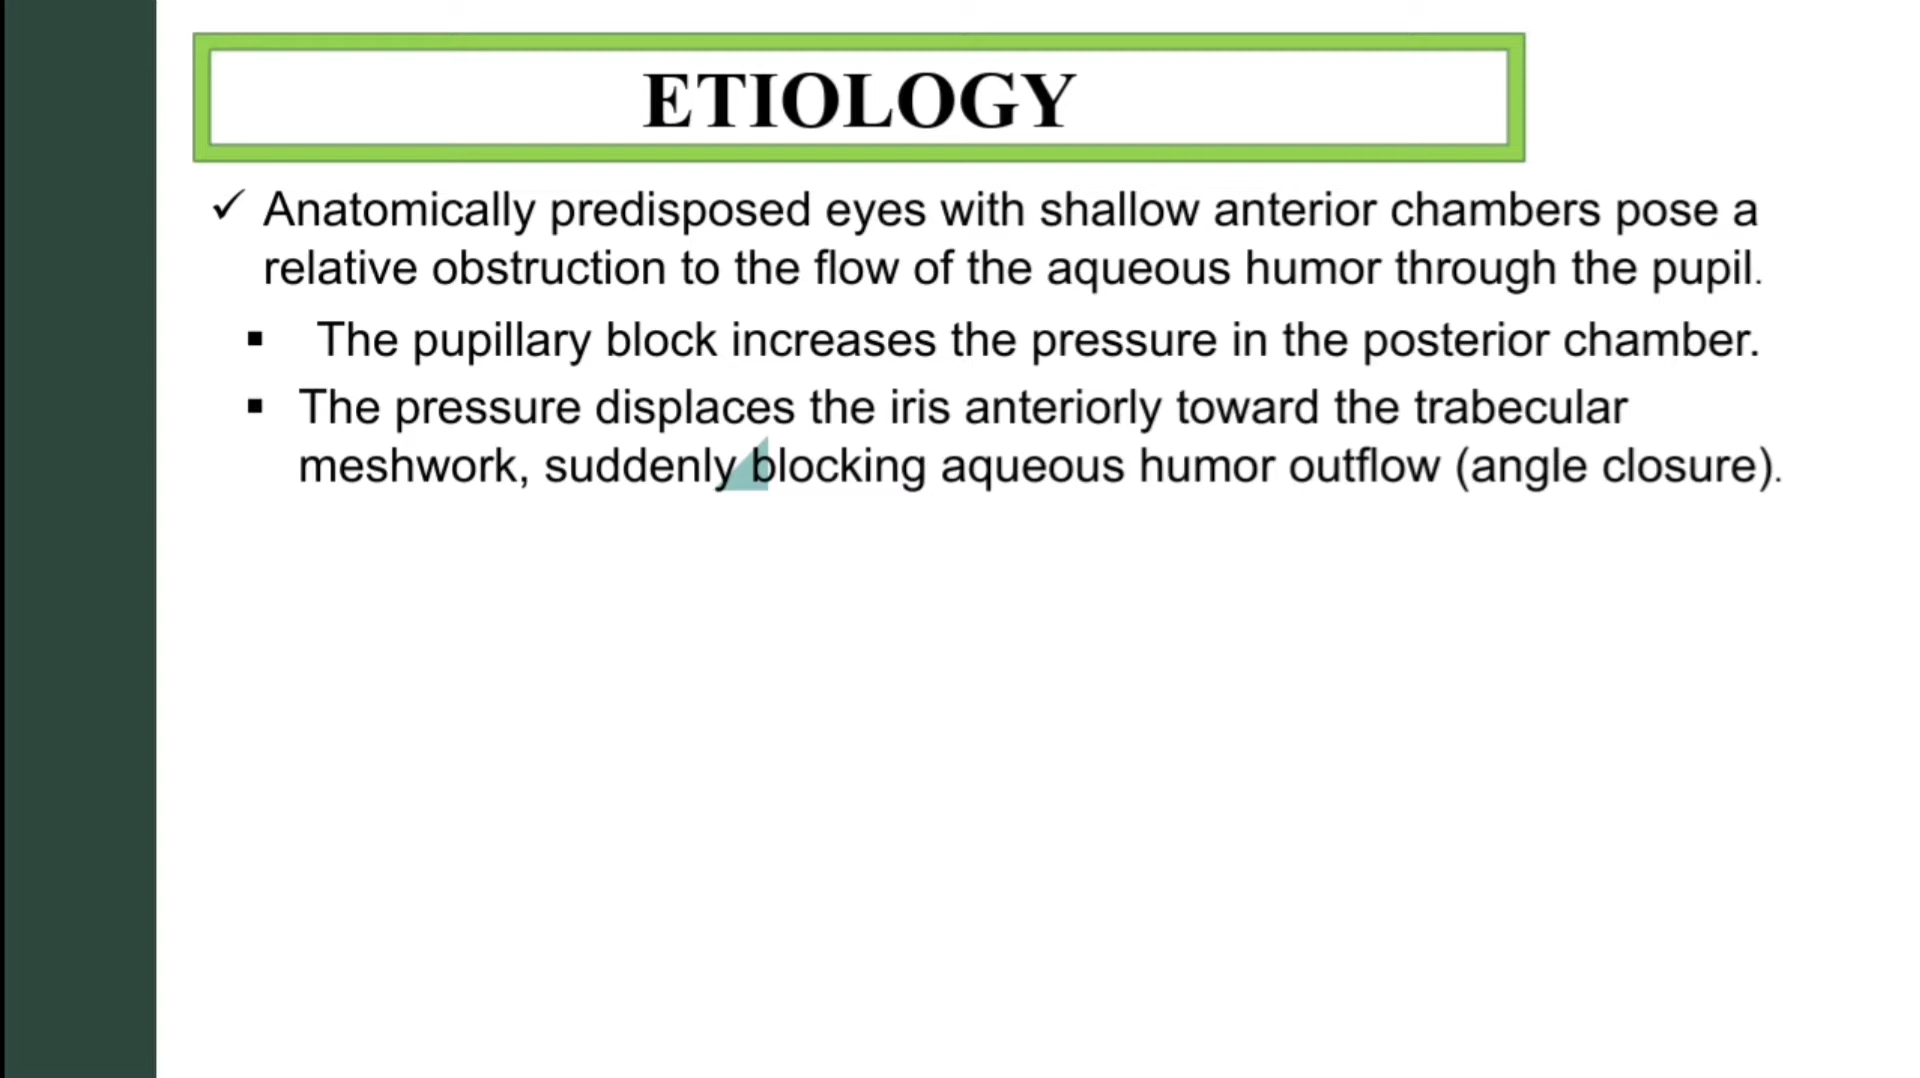 ETIOLOGY
✓ Anatomically predisposed eyes with shallow anterior chambers pose a
relative obstruction to the flow of the aqueous humor through the pupil.
▪ The pupillary block increases the pressure in the posterior chamber.
▪ The pressure displaces the iris anteriorly toward the trabecular
meshwork, suddenly blocking aqueous humor outflow (angle closure).